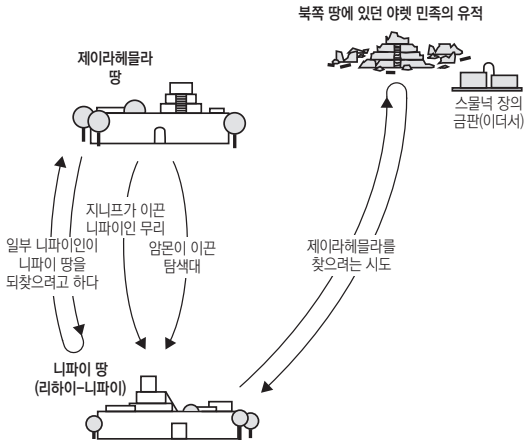 북쪽 땅에 있던 야렛 민족의 유적
제이라헤믈라
땅
스물넉 장의
금판(이더서)
지니프가 이끈
니파이인 무리
일부 니파이인이
니파이 땅을
되찾으려고 하다
암몬이 이끈
탐색대
제이라헤믈라를
찾으려는 시도
니파이 땅
(리하이-니파이)